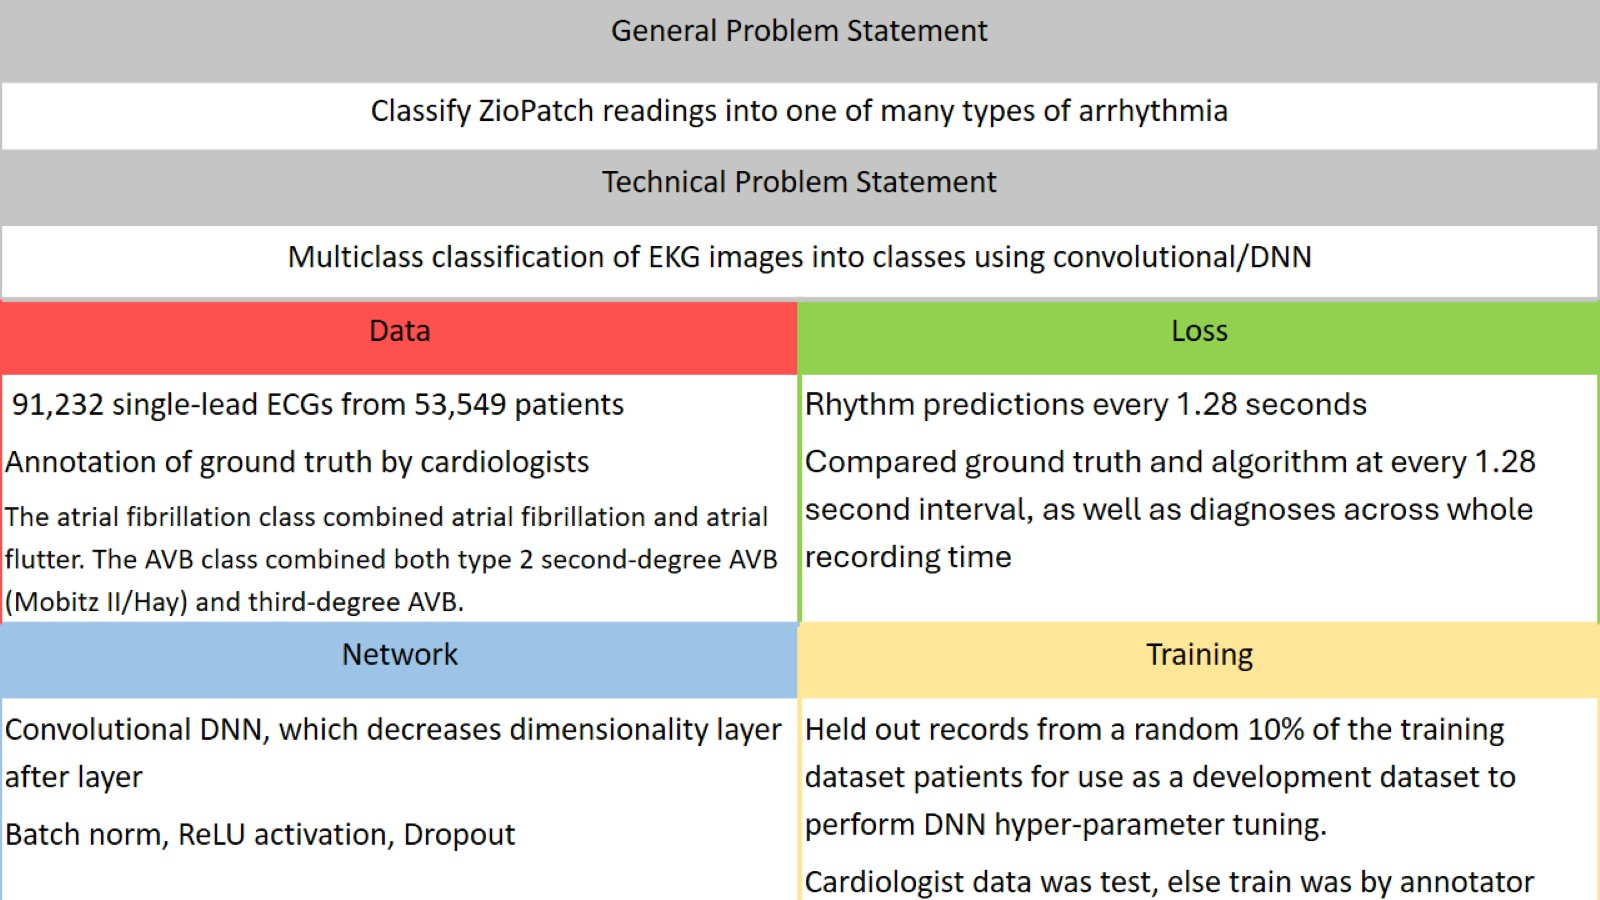 General Problem Statement
Classify ZioPatch readings into one of many types of arrhythmia
Technical Problem Statement
Multiclass classification of EKG images into classes using convolutional/DNN
Data
91,232 single-lead ECGs from 53,549 patients
Annotation of ground truth by cardiologists
The atrial fibrillation class combined atrial fibrillation and atrial
flutter. The AVB class combined both type 2 second-degree AVB
(Mobitz II/Hay) and third-degree AVB.
Loss
Rhythm predictions every 1.28 seconds
Compared ground truth and algorithm at every 1.28
second interval, as well as diagnoses across whole
recording time
Network
Convolutional DNN, which decreases dimensionality layer
after layer
Batch norm, ReLU activation, Dropout
Training
Held out records from a random 10% of the training
dataset patients for use as a development dataset to
perform DNN hyper-parameter tuning.
Cardiologist data was test, else train was by annotator